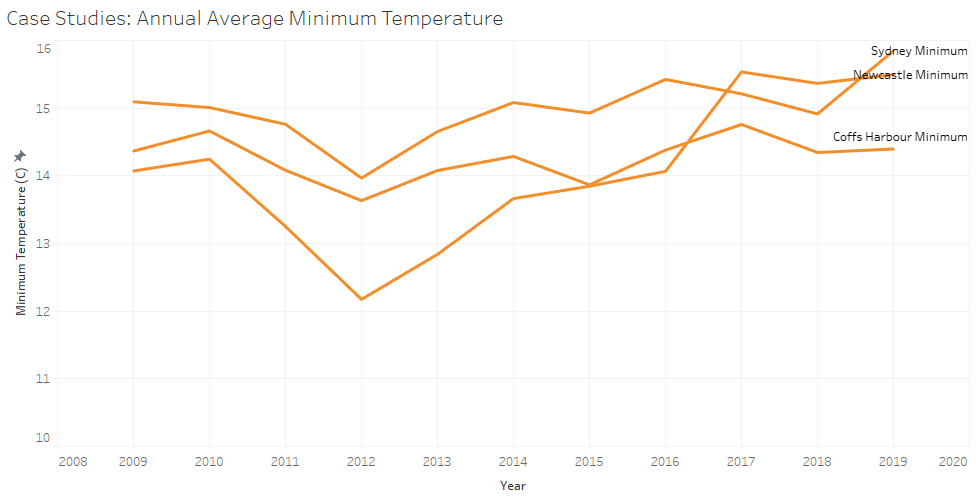 Case Studies: Annual Average Minimum Temperature
16
15
14
13
12
11
10
Minimum Temperature (C)
Sydney Minimum
Newcastle Minimum
Coffs Harbour Minimum
2008 2009 2010 2011 2012 2013 2014 2015 2016 2017 2018 2019 2020
Year